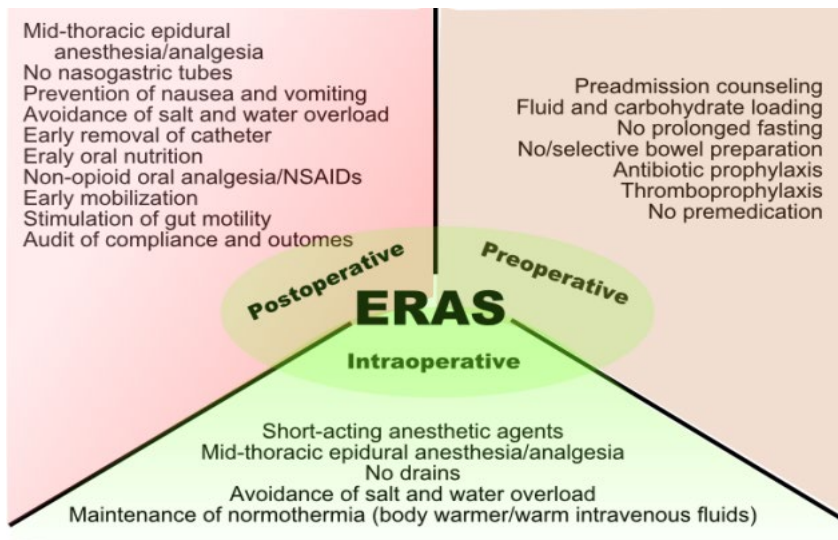 Mid-thoracic epidural
anesthesia/analgesia
No nasogastric tubes
Prevention of nausea and vomiting
Avoidance of salt and water overload
Early removal of catheter
Eraly oral nutrition
Non-opioid oral analgesia/NSAIDs
Early mobilization
Stimulation of gut motility
Audit of compliance and outcomes
Preadmission counseling
Fluid and carbohydrate loading
No prolonged fasting
No/selective bowel preparation
Antibiotic prophylaxis
Thromboprophylaxis
No premedication
Postoperative
Preoperative
ERAS
Intraoperative
Short-acting anesthetic agents
Mid-thoracic epidural anesthesia/analgesia
No drains
Avoidance of salt and water overload
Maintenance of normothermia (body warmer/warm intravenous fluids)